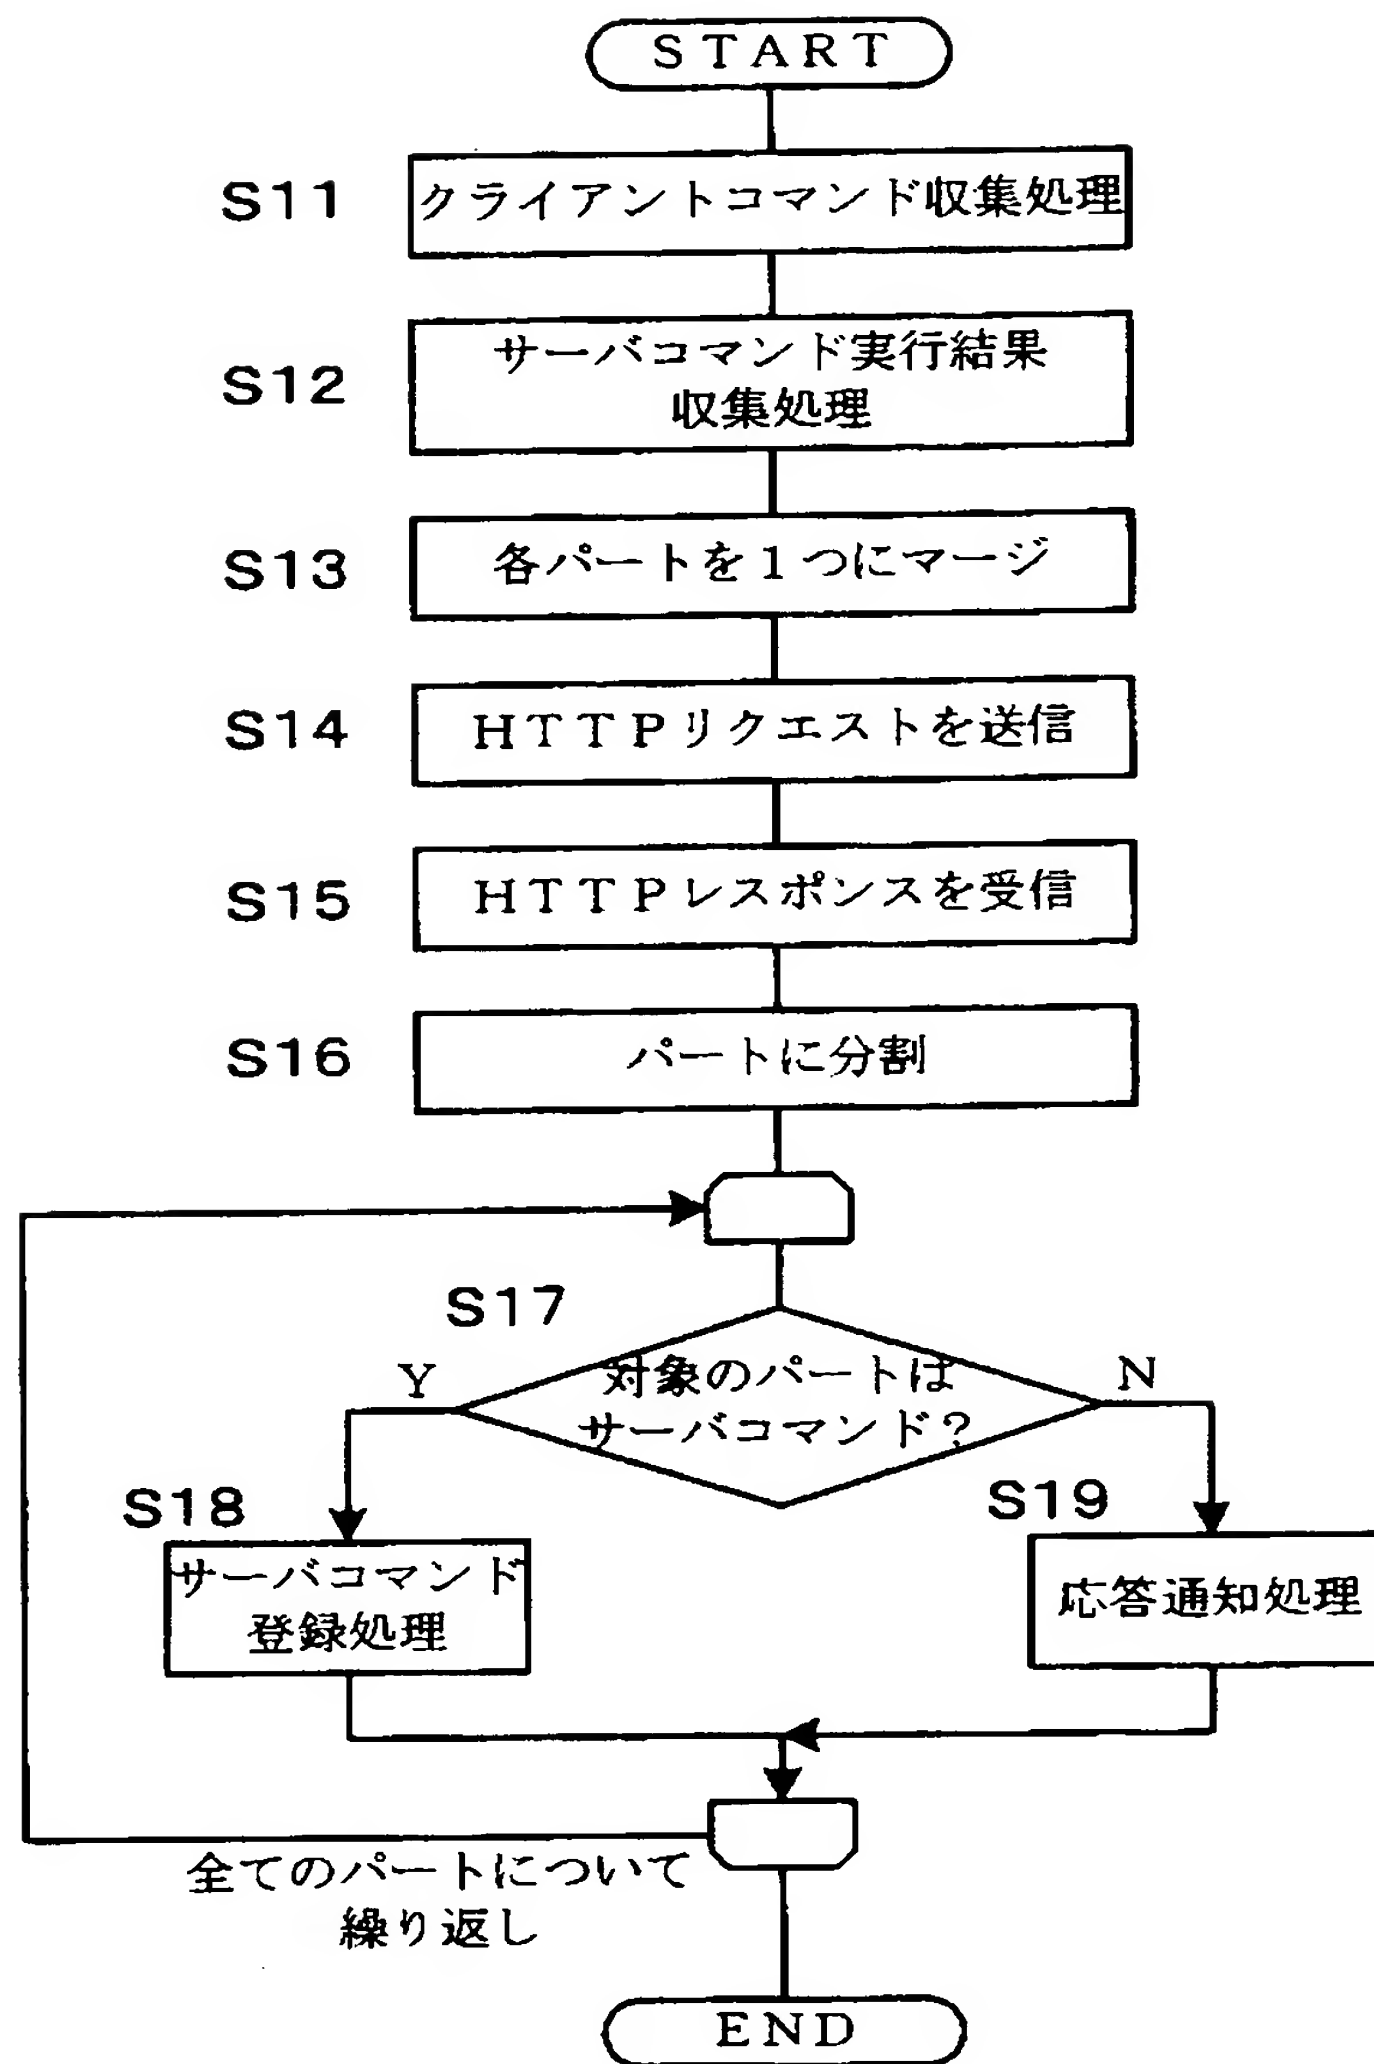 ＳＴＡＲＴ
S11
クライアントコマンド収集処理
S12
サーバコマンド実行結果
収集処理
S13
各パートを１つにマージ
S14
ＨＴＴＰリクエストを送信
S15
ＨＴＴＰレスポンスを受信
S16
パートに分割
S17
対象のパートは
サーバコマンド？
Y
N
S18
サーバコマンド
登録処理
S19
応答通知処理
全てのパートについて
繰り返し
ＥＮＤ